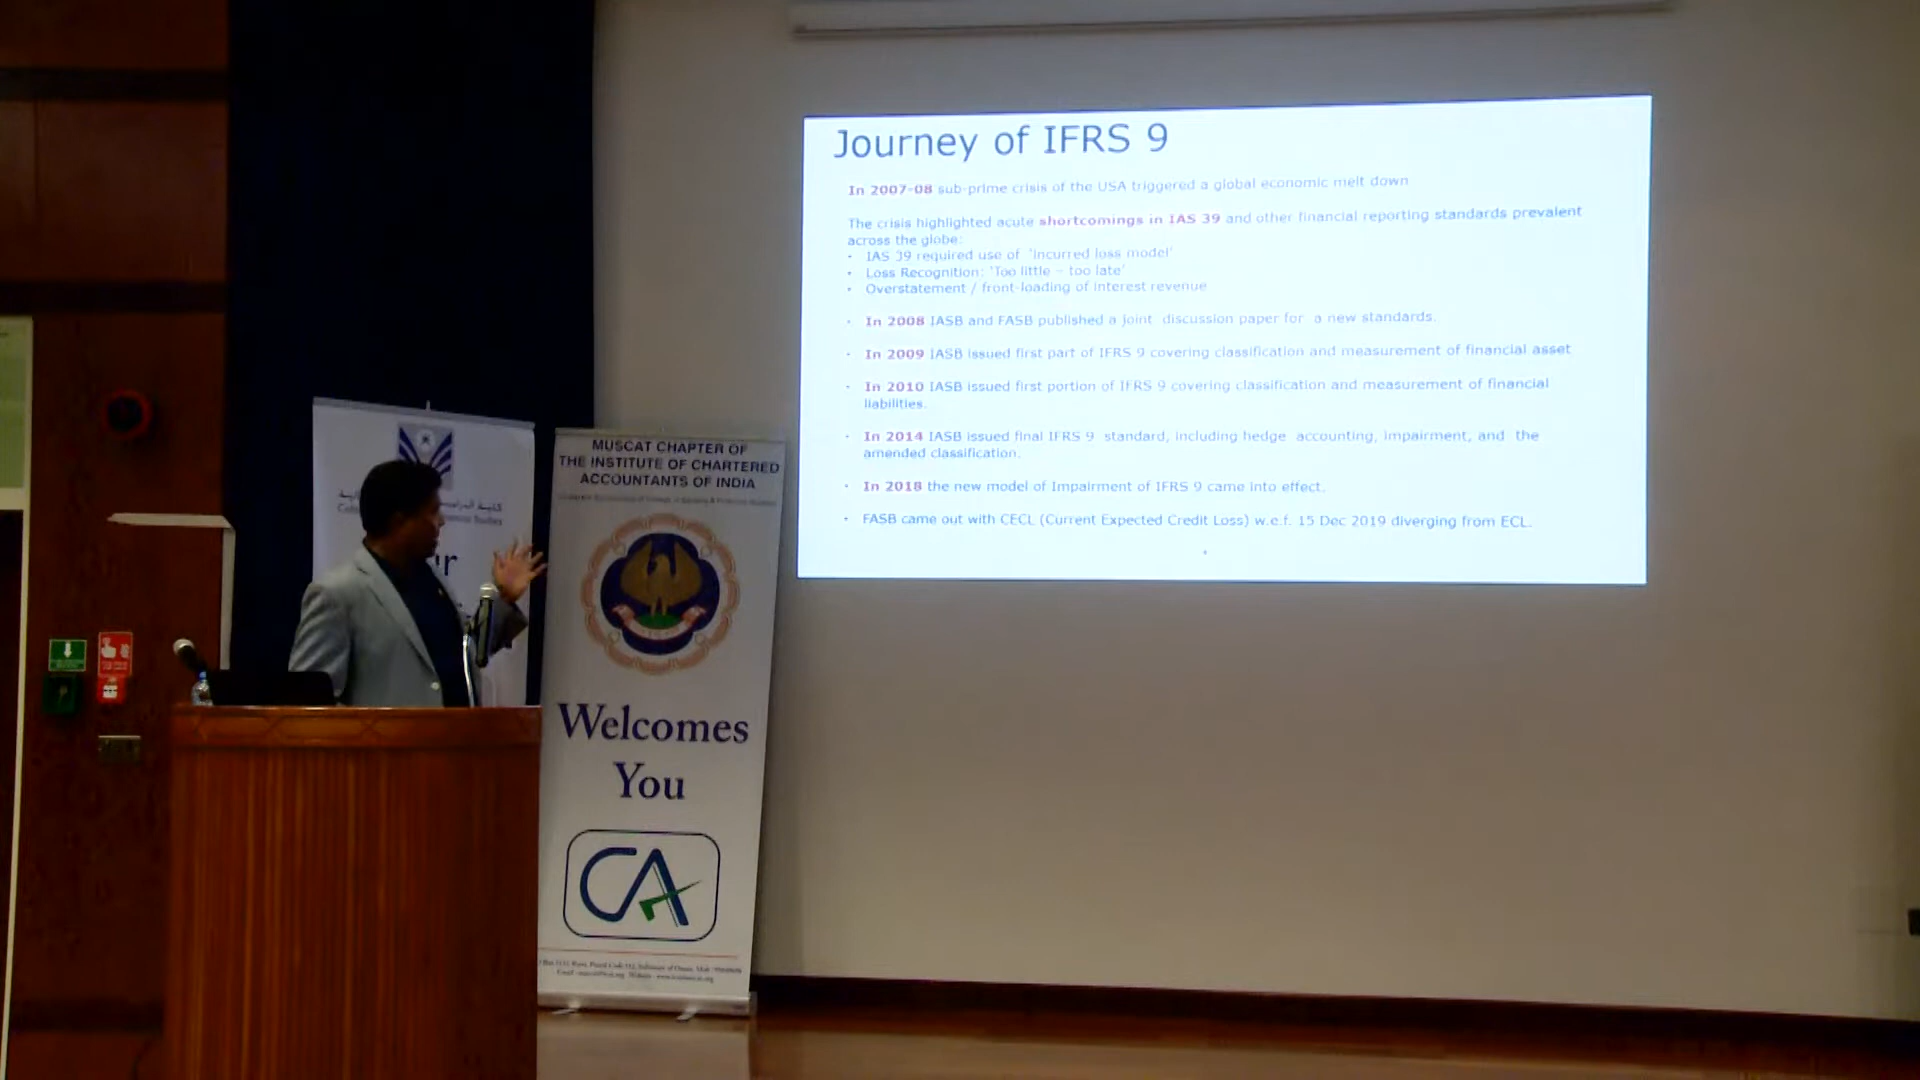 Journey of IFRS 9
In 2007-08 sub-prime crisis of the USA triggered a global economic melt down
The crisis highlighted acute shortcomings in IAS 39 and other financial reporting standards prevalent
across the globe:
• IAS 39 required use of 'incurred loss model'
• Loss Recognition: 'Too little – too late'
• Overstatement / front-loading of interest revenue
• In 2008 IASB and FASB published a joint discussion paper for a new standards.
• In 2009 IASB issued first part of IFRS 9 covering classification and measurement of financial asset
• In 2010 IASB issued first portion of IFRS 9 covering classification and measurement of financial
liabilities.
• In 2014 IASB issued final IFRS 9 standard, including hedge accounting, impairment, and the
amended classification.
• In 2018 the new model of Impairment of IFRS 9 came into effect.
• FASB came out with CECL (Current Expected Credit Loss) w.e.f. 15 Dec 2019 diverging from ECL.
MUSCAT CHAPTER OF
THE INSTITUTE OF CHARTERED
ACCOUNTANTS OF INDIA
Welcomes
You
CA